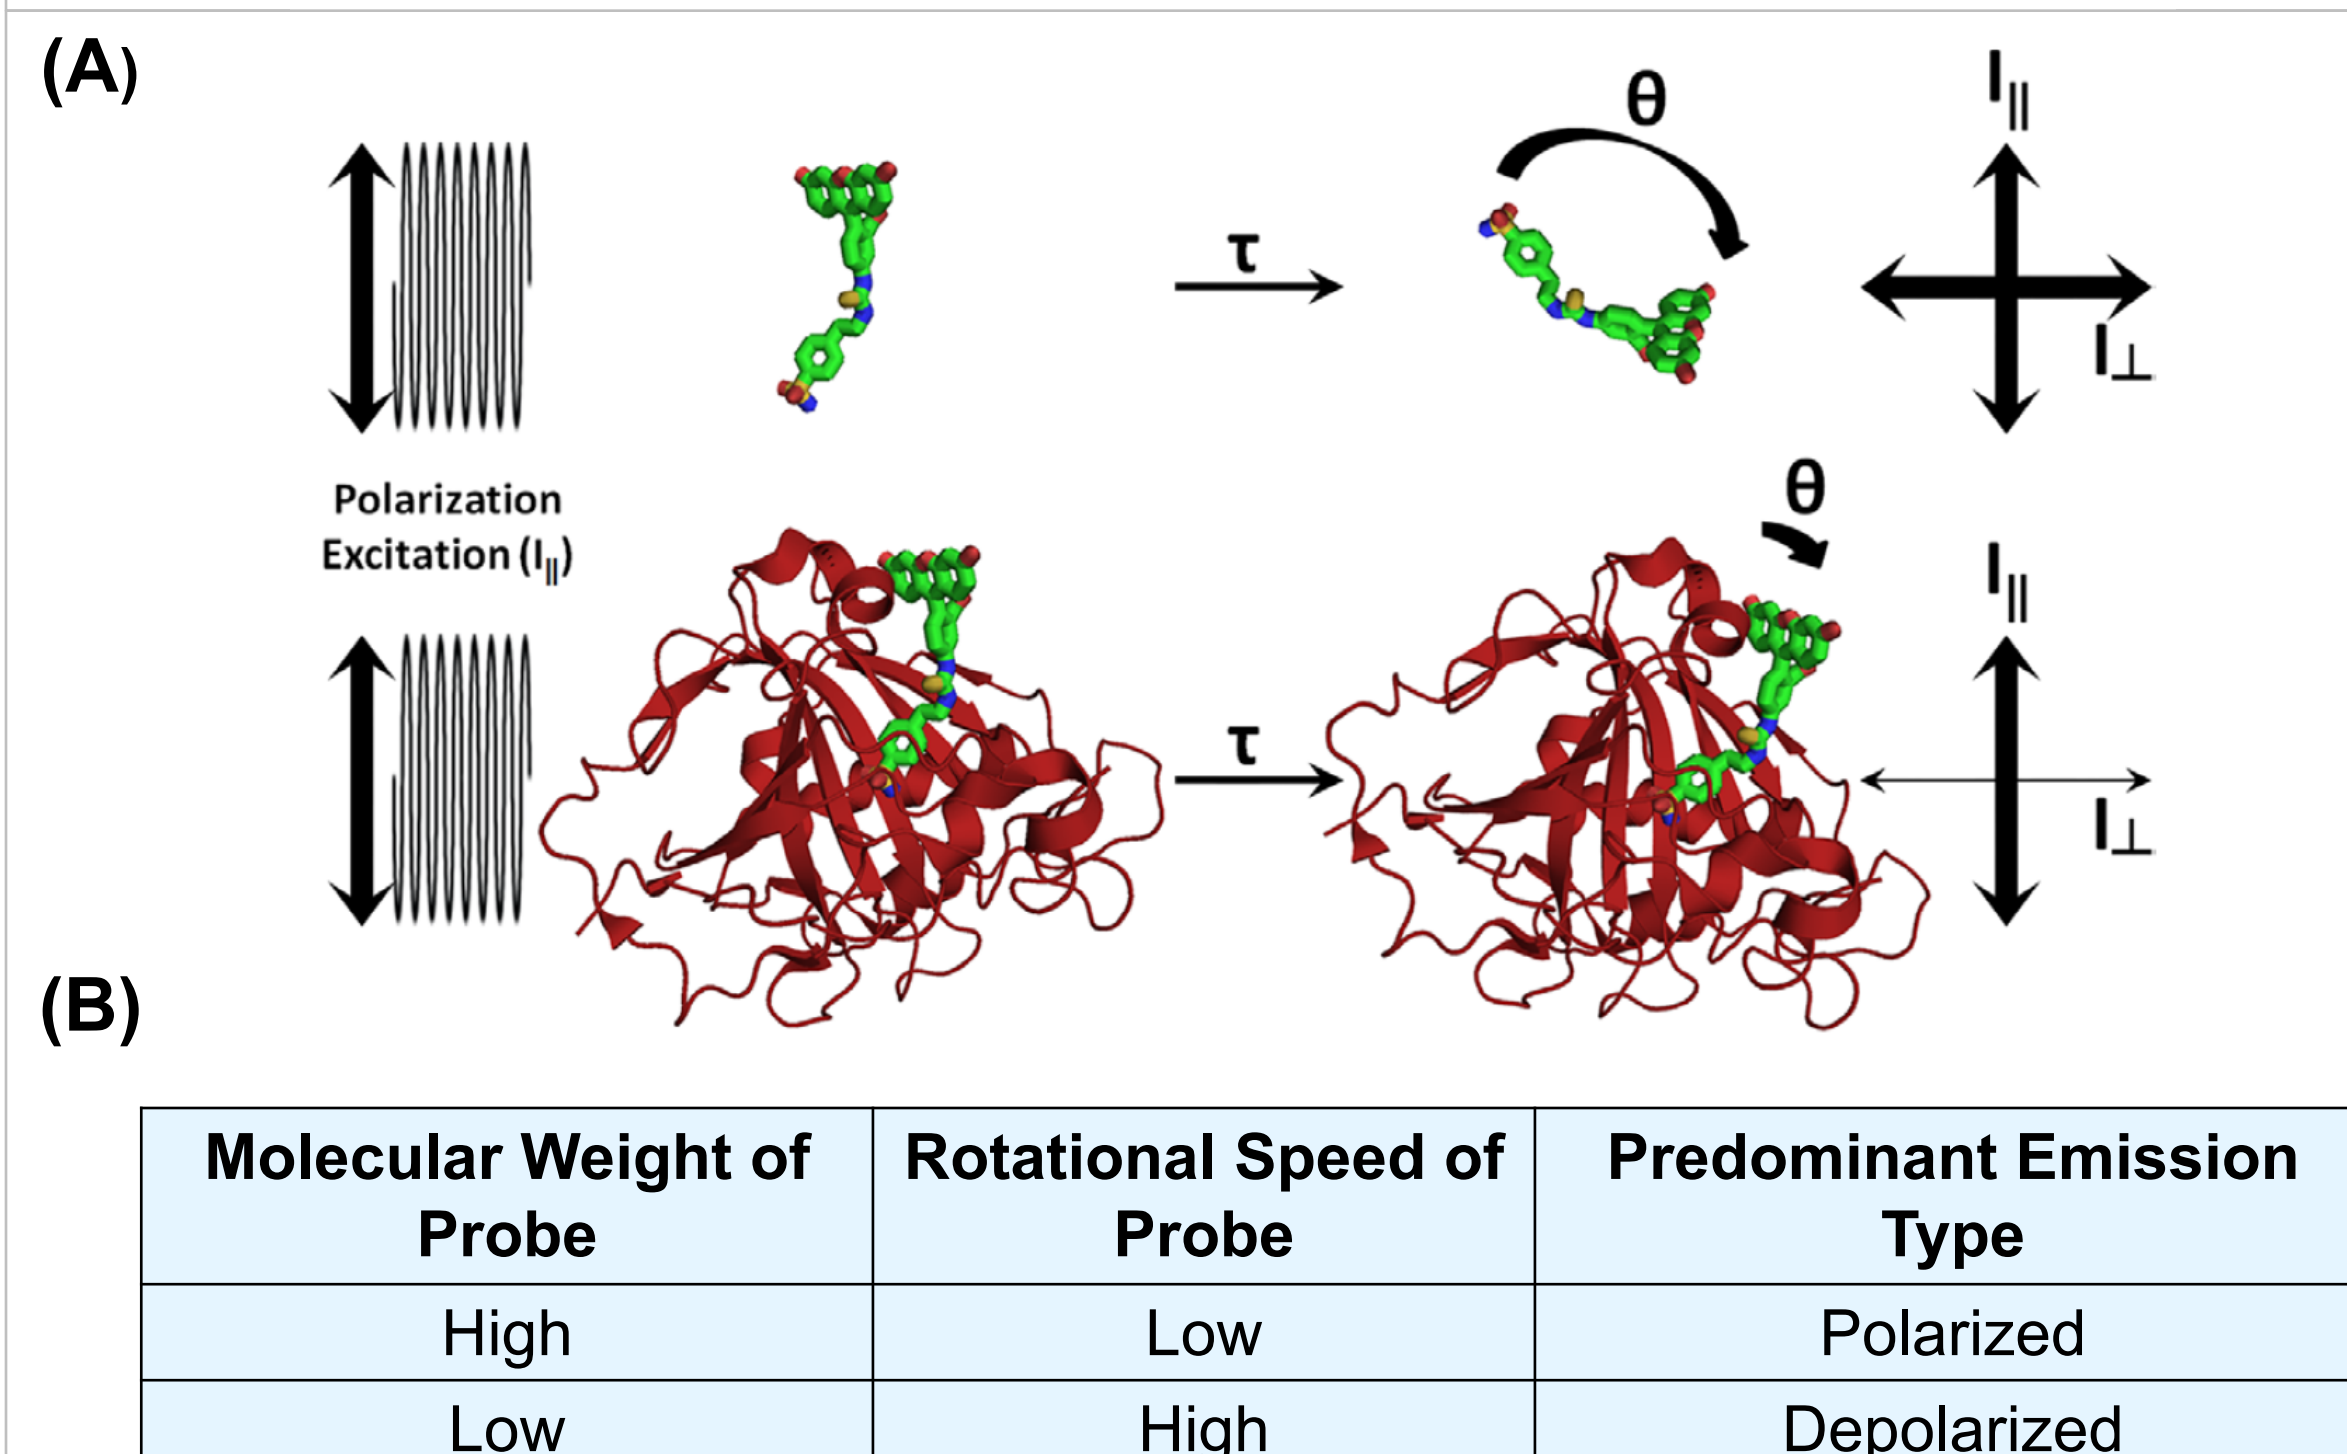 (A)
θ
I||
τ
I⊥
Polarization
Excitation (I||)
θ
I||
τ
I⊥
(B)
Molecular Weight of Probe
Rotational Speed of Probe
Predominant Emission Type
High
Low
Polarized
Low
High
Depolarized